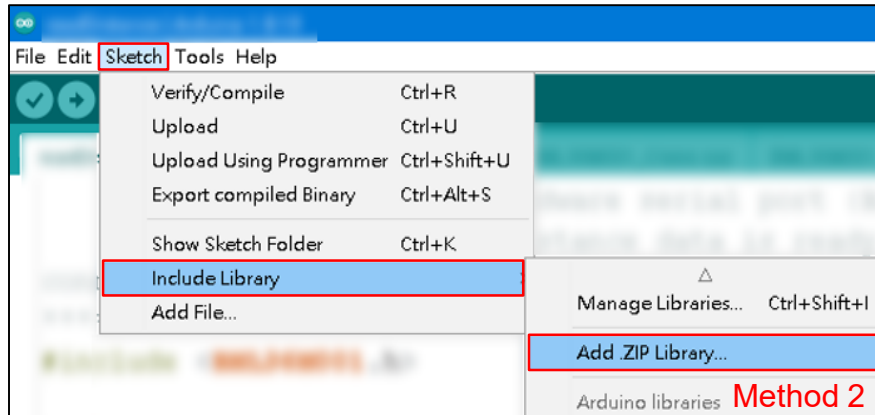 File Edit Sketch Tools Help
Verify/Compile Ctrl+R
Upload Ctrl+U
Upload Using Programmer Ctrl+Shift+U
Export compiled Binary Ctrl+Alt+S
Show Sketch Folder Ctrl+K
Include Library
Add File...
Manage Libraries... Ctrl+Shift+I
Add .ZIP Library...
Arduino libraries
Method 2